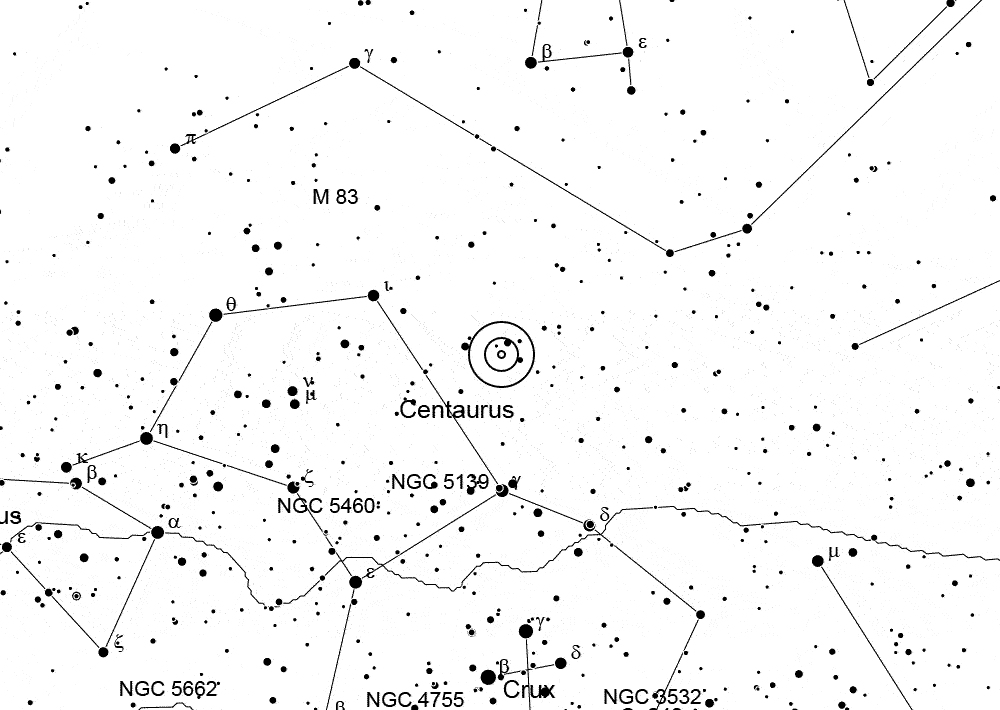 β
ε
γ
π
M 83
ι
θ
ν
μ
Centaurus
η
κ
β
ζ
NGC 5139
γ
NGC 5460
us
α
δ
ε
μ
ε
ζ
γ
β
δ
NGC 5662
NGC 4755
Crux
NGC 3532
β